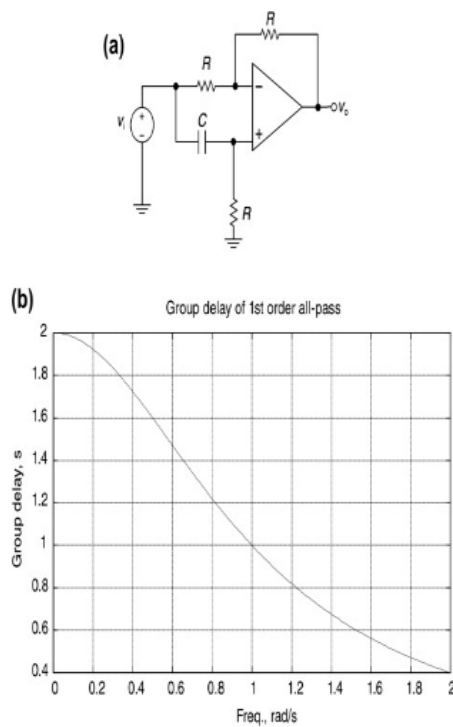 (a)
R
R
−
v_i
+
−
C
+
v_o
R
(b)
Group delay of 1st order all-pass
2
1.8
1.6
1.4
1.2
1
0.8
0.6
0.4
Group delay, s
0 0.2 0.4 0.6 0.8 1 1.2 1.4 1.6 1.8 2
Freq., rad/s